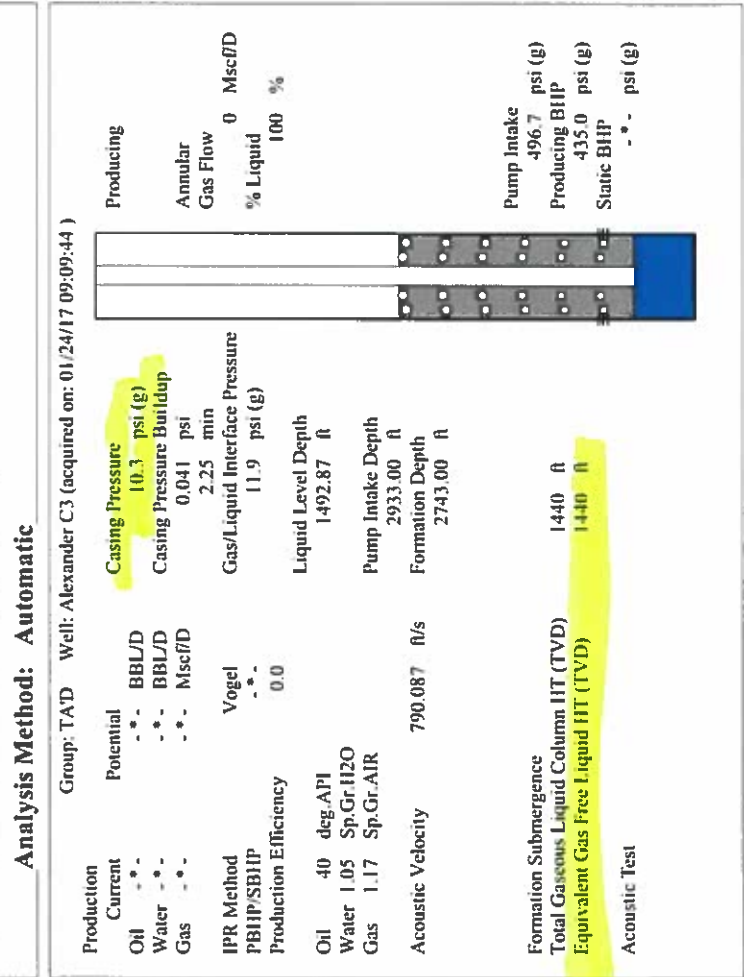 Analysis Method: Automatic
Group: TA'D Well: Alexander C3 (acquired on: 01/24/17 09:09:44 )
Production
Current Potential
Oil - * - - * - BBL/D
Water - * - - * - BBL/D
Gas - * - - * - Mscf/D
IPR Method Vogel
PBHP/SBHP - * -
Production Efficiency 0.0
Oil 40 deg.API
Water 1.05 Sp.Gr.H2O
Gas 1.17 Sp.Gr.AIR
Acoustic Velocity 790.087 ft/s
Formation Submergence
Total Gaseous Liquid Column HT (TVD) 1440 ft
Equivalent Gas Free Liquid HT (TVD) 1440 ft
Acoustic Test
Casing Pressure
10.3 psi (g)
Casing Pressure Buildup
0.041 psi
2.25 min
Gas/Liquid Interface Pressure
11.9 psi (g)
Liquid Level Depth
1492.87 ft
Pump Intake Depth
2933.00 ft
Formation Depth
2743.00 ft
Producing
Annular
Gas Flow
0 Mscf/D
% Liquid
100 %
Pump Intake
496.7 psi (g)
Producing BHP
435.0 psi (g)
Static BHP
- * - psi (g)